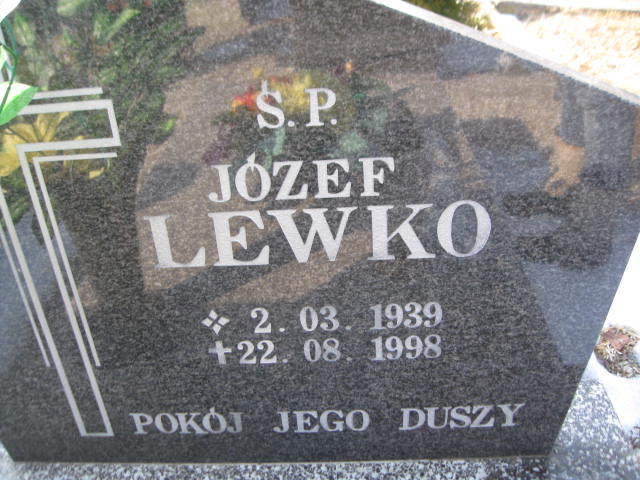 Ś.P.
JÓZEF
LEWKO
2.03.1939
✝22.08.1998
POKÓJ JEGO DUSZY